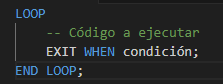 LOOP
-- Código a ejecutar
EXIT WHEN condición;
END LOOP;